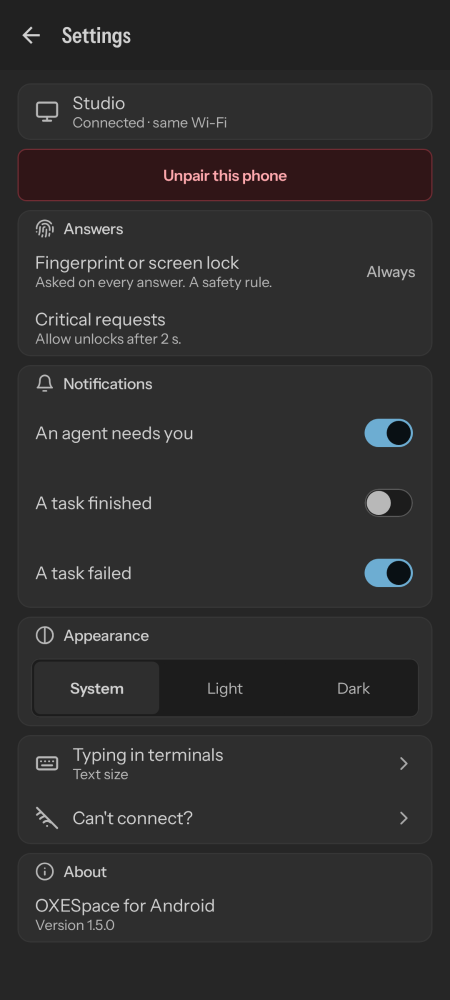 Settings
Studio
Connected · same Wi-Fi
Unpair this phone
Answers
Fingerprint or screen lock
Asked on every answer. A safety rule.
Always
Critical requests
Allow unlocks after 2 s.
Notifications
An agent needs you
A task finished
A task failed
Appearance
System
Light
Dark
Typing in terminals
Text size
Can't connect?
About
OXESpace for Android
Version 1.5.0